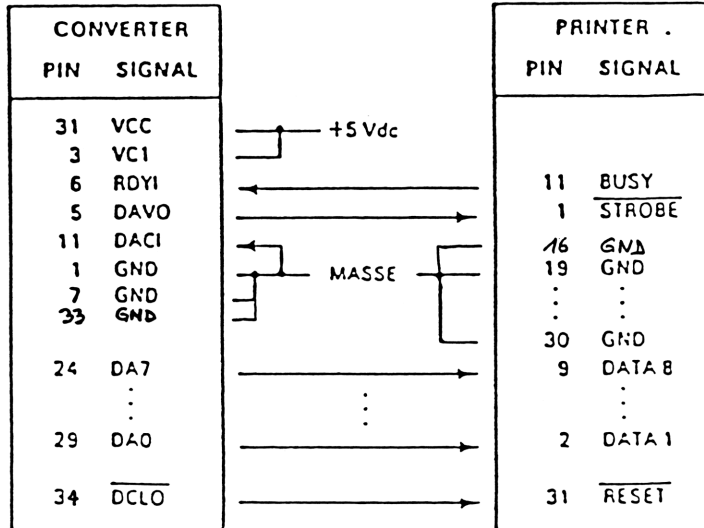 CONVERTER PRINTER .
PIN SIGNAL PIN SIGNAL
31 VCC +5 Vdc
3 VC1
6 RDYI 11 BUSY
5 DAVO 1 STROBE
11 DACI 16 GND
1 GND MASSE 19 GND
7 GND
33 GND
30 GND
24 DA7 9 DATA 8
29 DA0 2 DATA 1
34 DCLO 31 RESET